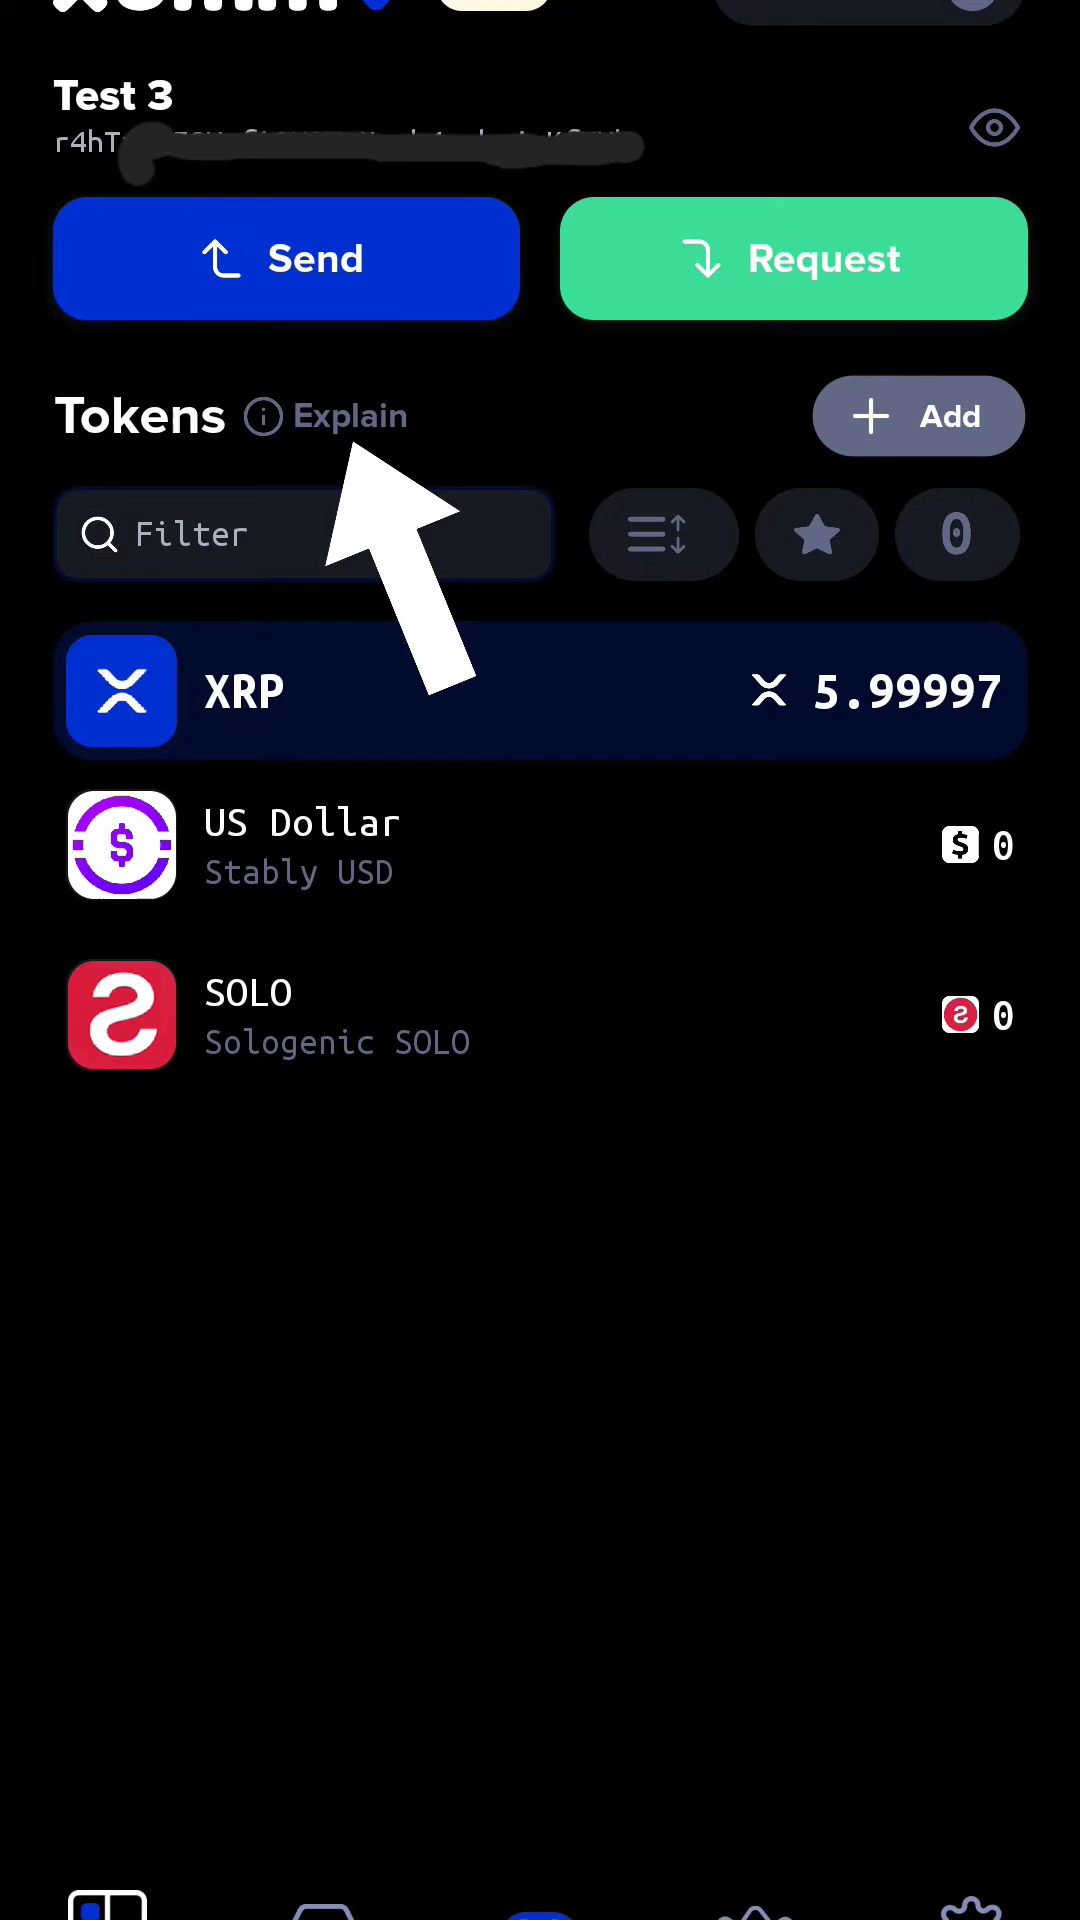 Test 3
r4hT
Send
Request
Tokens Explain
Add
Filter
0
XRP
5.99997
US Dollar
Stably USD
0
SOLO
Sologenic SOLO
0